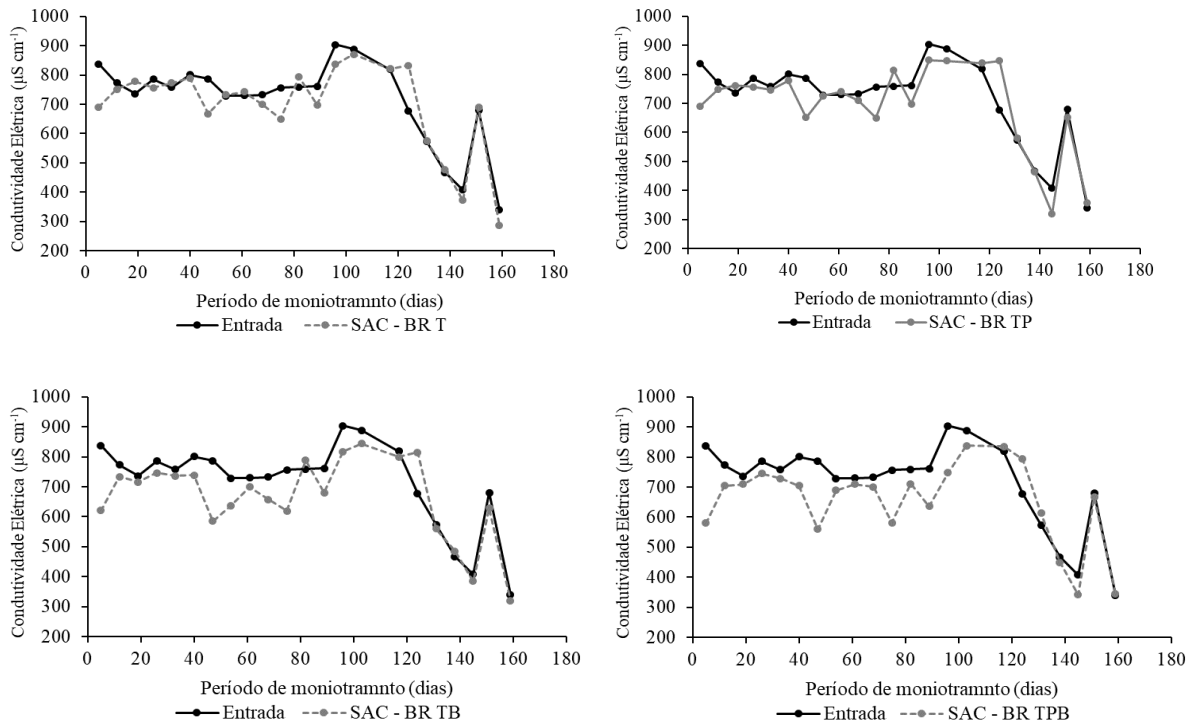 1000
900
800
700
600
500
400
300
200
Condutividade Elétrica (µS cm⁻¹)
0 20 40 60 80 100 120 140 160 180
Período de moniotramnto (dias)
Entrada SAC - BR T
1000
900
800
700
600
500
400
300
200
Condutividade Elétrica (µS cm⁻¹)
0 20 40 60 80 100 120 140 160 180
Período de moniotramnto (dias)
Entrada SAC - BR TP
1000
900
800
700
600
500
400
300
200
Condutividade Elétrica (µS cm⁻¹)
0 20 40 60 80 100 120 140 160 180
Período de moniotramnto (dias)
Entrada SAC - BR TB
1000
900
800
700
600
500
400
300
200
Condutividade Elétrica (µS cm⁻¹)
0 20 40 60 80 100 120 140 160 180
Período de moniotramnto (dias)
Entrada SAC - BR TPB